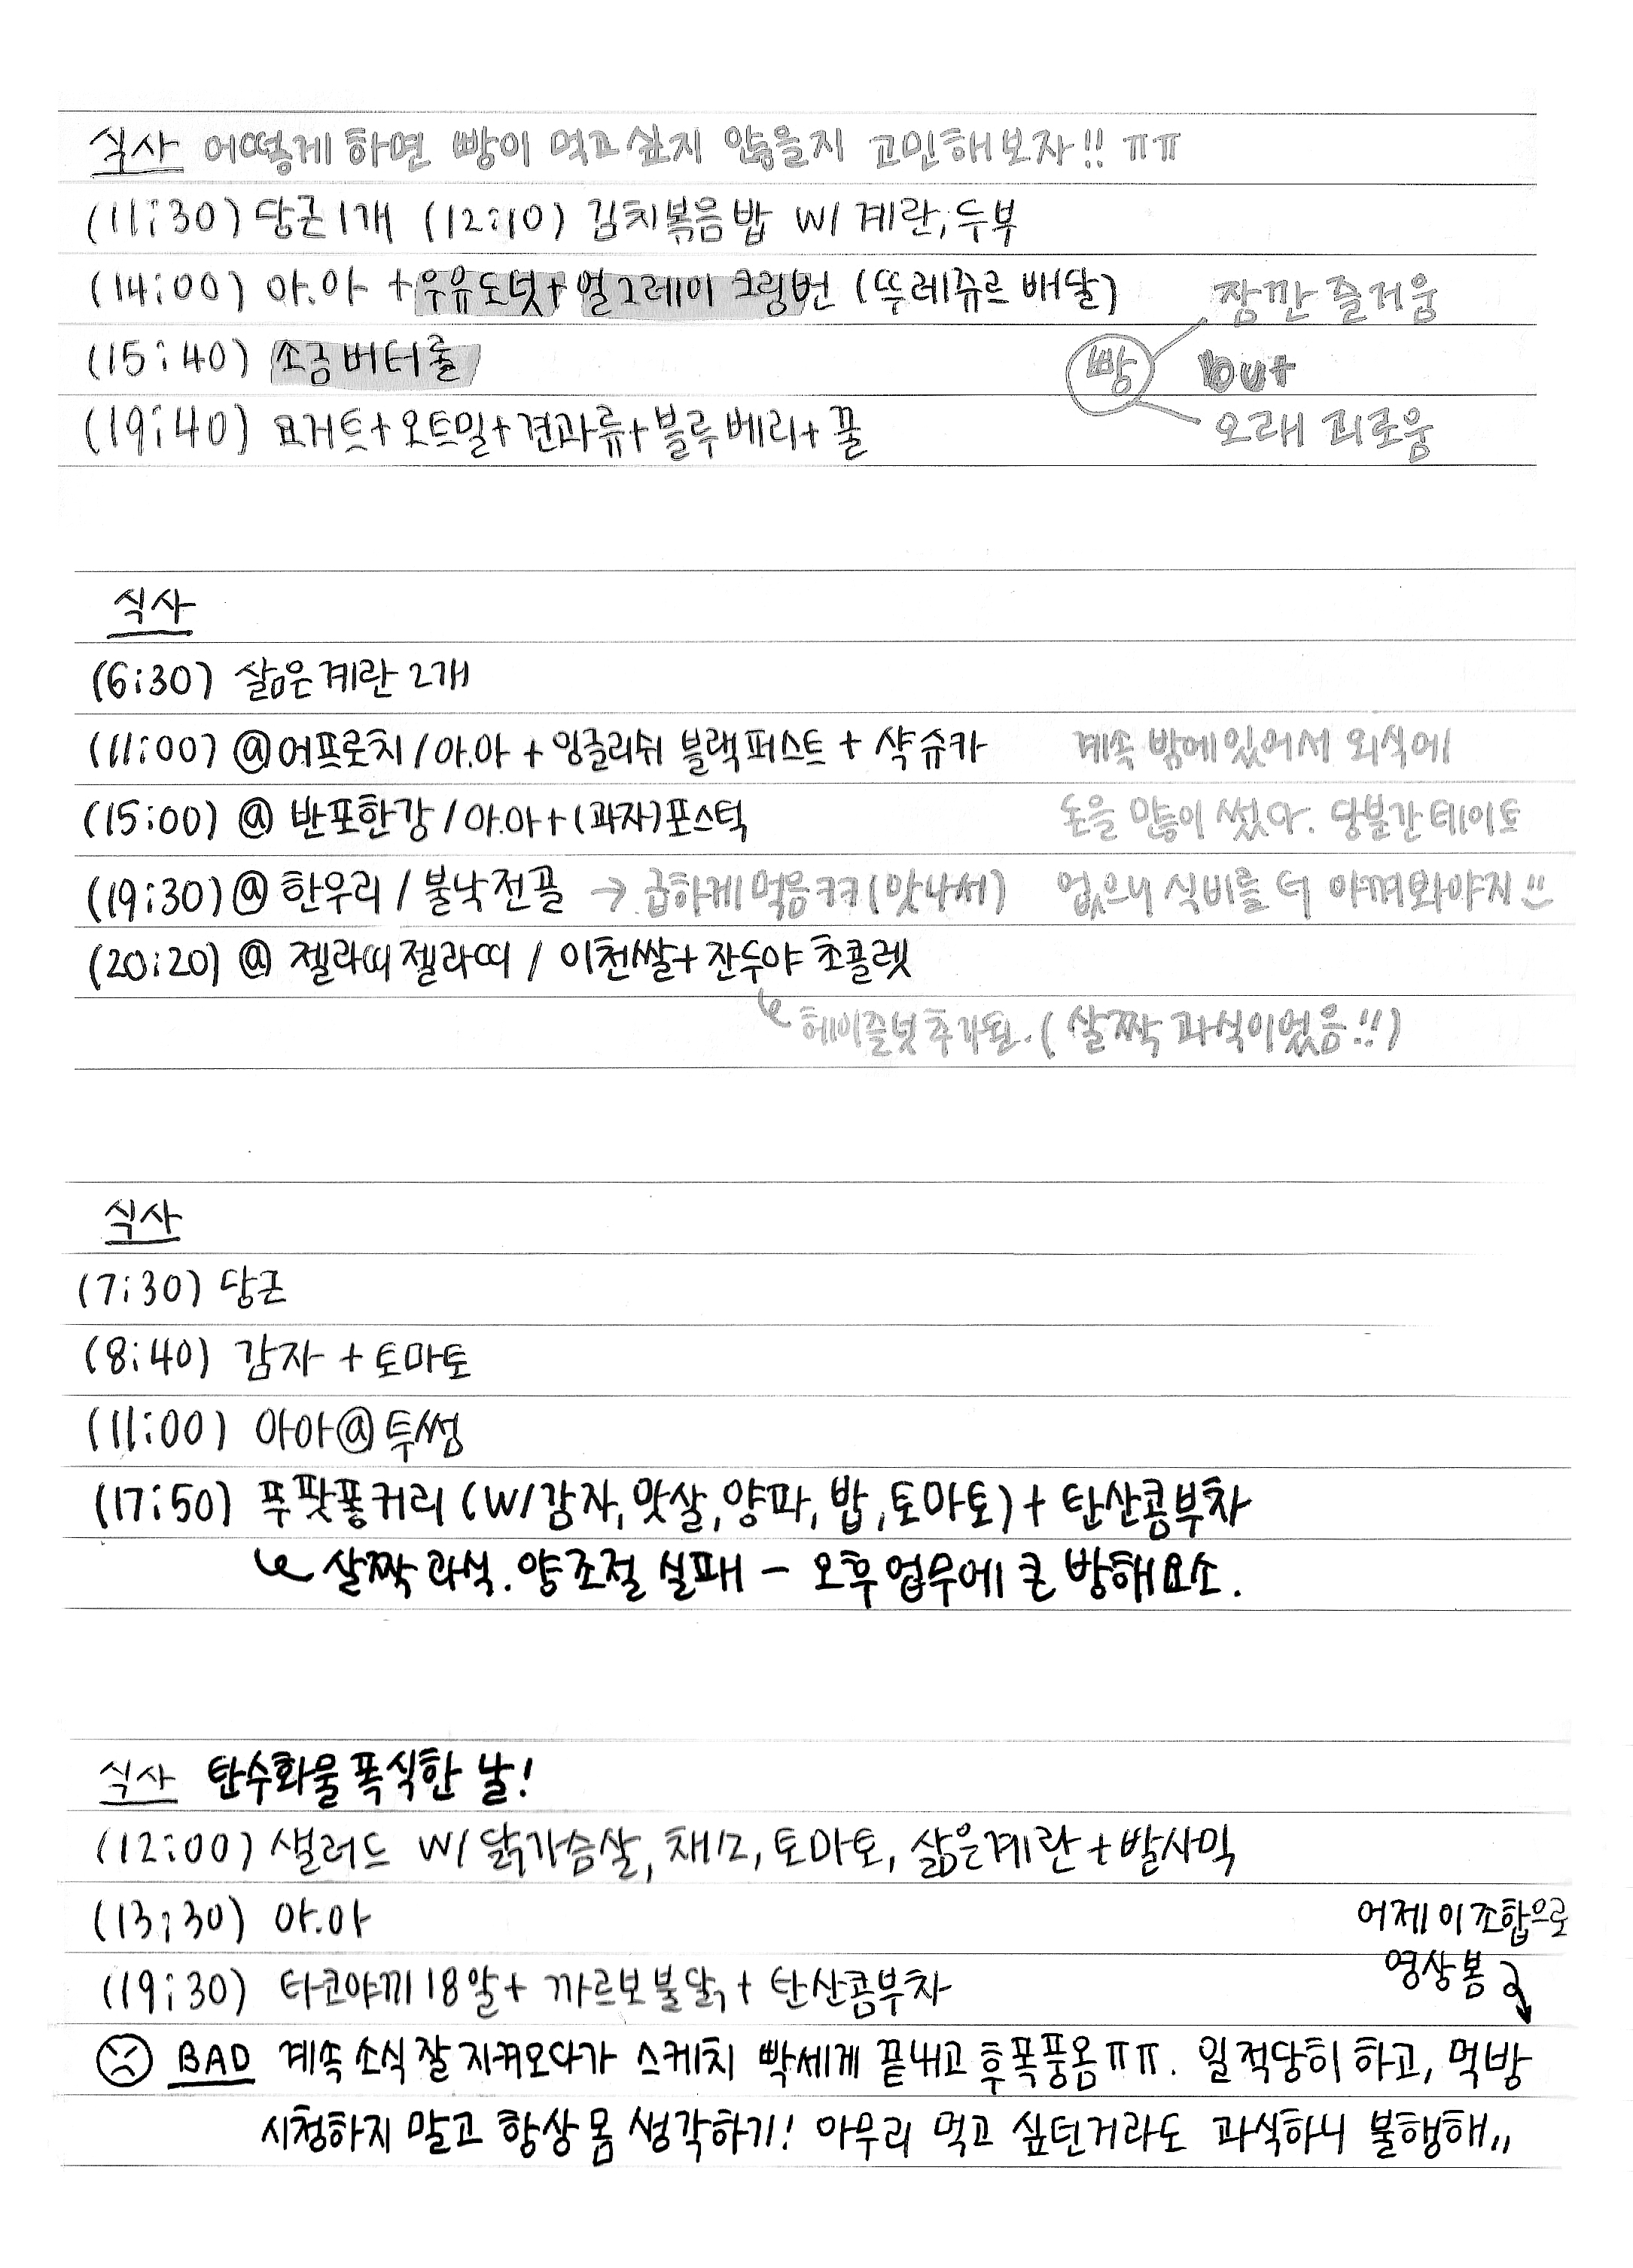 식사 어떻게 하면 빵이 먹고싶지 않을지 고민해보자!! ㅠㅠ
(11:30) 당근1개 (12:10) 김치볶음밥 W/ 계란, 두부
(14:00) 아.아 + 우유도넛 + 얼그레이 크링번 (뚜레쥬르 배달)
잠깐 즐거움
(15:40) 소금버터롤
빵 but
(19:40) 요거트+오트밀+견과류+블루베리+꿀
오래 괴로움
식사
(6:30) 삶은계란 2개
(11:00) @어프로치 / 아.아 + 잉글리쉬 블랙퍼스트 + 샥슈카
(15:00) @ 반포한강 / 아.아+(과자)포스틱
(19:30) @ 한우리 / 불낙전골 → 급하게 먹음ㅋㅋ(맛나서)
(20:20) @ 젤라띠젤라띠 / 이천쌀+잔두야 초콜렛
헤이즐넛추가된. (살짝 과식이었음!!)
계속 밖에있어서 외식에
돈을 많이 썼다. 당분간 데이트
없으니 식비를 더 아껴봐야지
식사
(7:30) 당근
(8:40) 감자 + 토마토
(11:00) 아아@투썸
(17:50) 푸팟퐁커리 (W/감자, 맛살, 양파, 밥, 토마토) + 탄산콤부차
살짝 과식. 양조절 실패 - 오후업무에 큰 방해요소.
식사 탄수화물폭식한 날!
(12:00) 샐러드 W/ 닭가슴살, 채소, 토마토, 삶은계란 + 발사믹
(13:30) 아.아
(19:30) 타코야끼18알+ 까르보불닭 + 탄산콤부차
어제 이조합으로
영상봄
BAD 계속 소식 잘 지켜오다가 스케치 빡세게 끝내고 후폭풍옴ㅠㅠ. 일 적당히 하고, 먹방
시청하지 말고 항상 몸 생각하기! 아무리 먹고 싶던거라도 과식하니 불행해,,